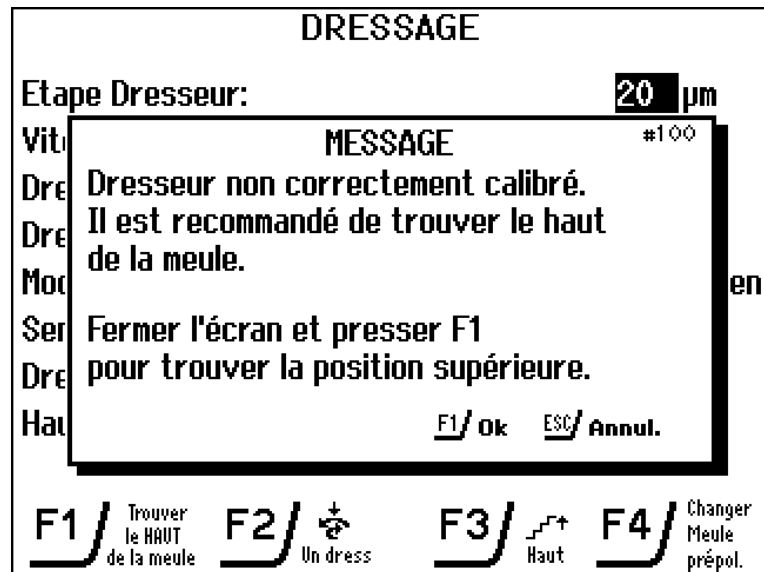 DRESSAGE
Etape Dresseur: 20 µm
MESSAGE #100
Dresseur non correctement calibré.
Il est recommandé de trouver le haut
de la meule.
Fermer l'écran et presser F1
pour trouver la position supérieure.
F1 Ok ESC Annul.
F1 Trouver
le HAUT
de la meule
F2 Un dress
F3 Haut
F4 Changer
Meule
prépol.